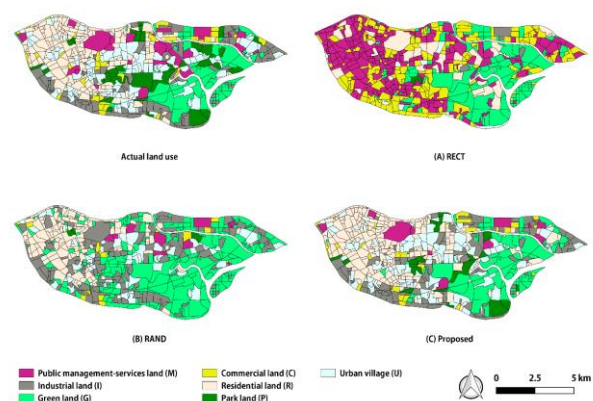 Actual land use
(A) RECT
(B) RAND
(C) Proposed
Public management-services land (M)
Commercial land (C)
Urban village (U)
Industrial land (I)
Residential land (R)
Green land (G)
Park land (P)
0 2.5 5 km